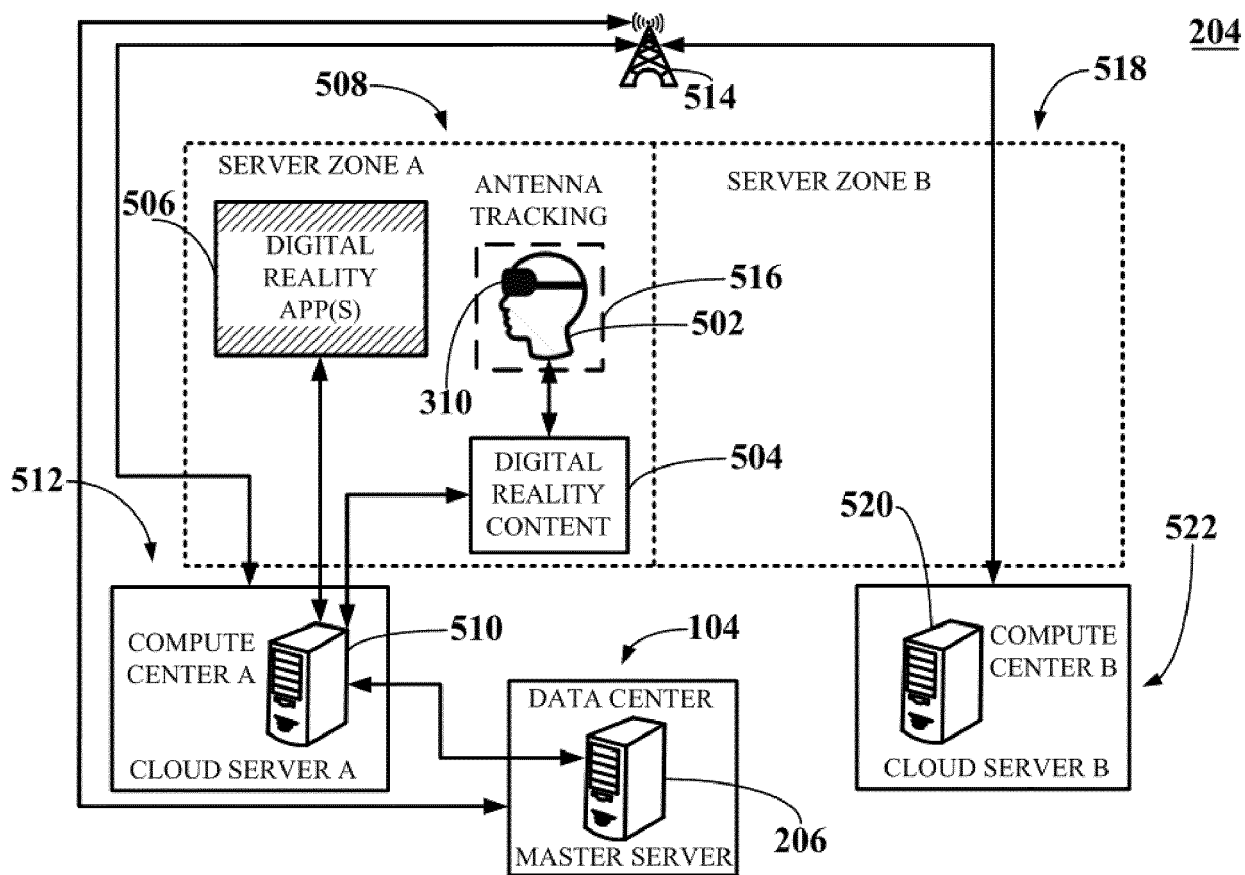 204
514
508
518
SERVER ZONE A
SERVER ZONE B
ANTENNA
TRACKING
506
DIGITAL
REALITY
APP(S)
516
502
310
512
DIGITAL
REALITY
CONTENT
504
520
522
COMPUTE
CENTER A
510
CLOUD SERVER A
104
DATA CENTER
206
MASTER SERVER
COMPUTE
CENTER B
CLOUD SERVER B